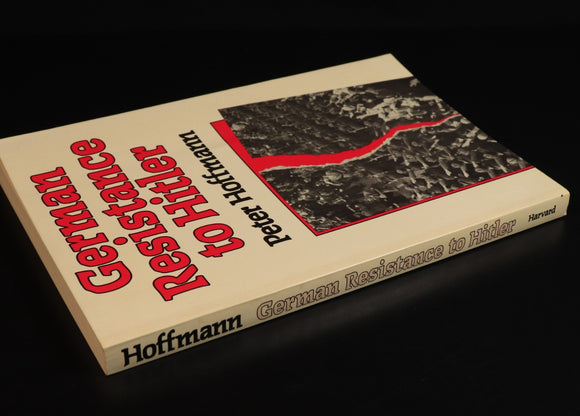 German
Resistance
to Hitler
Peter Hoffmann
Hoffmann German Resistance to Hitler Harvard